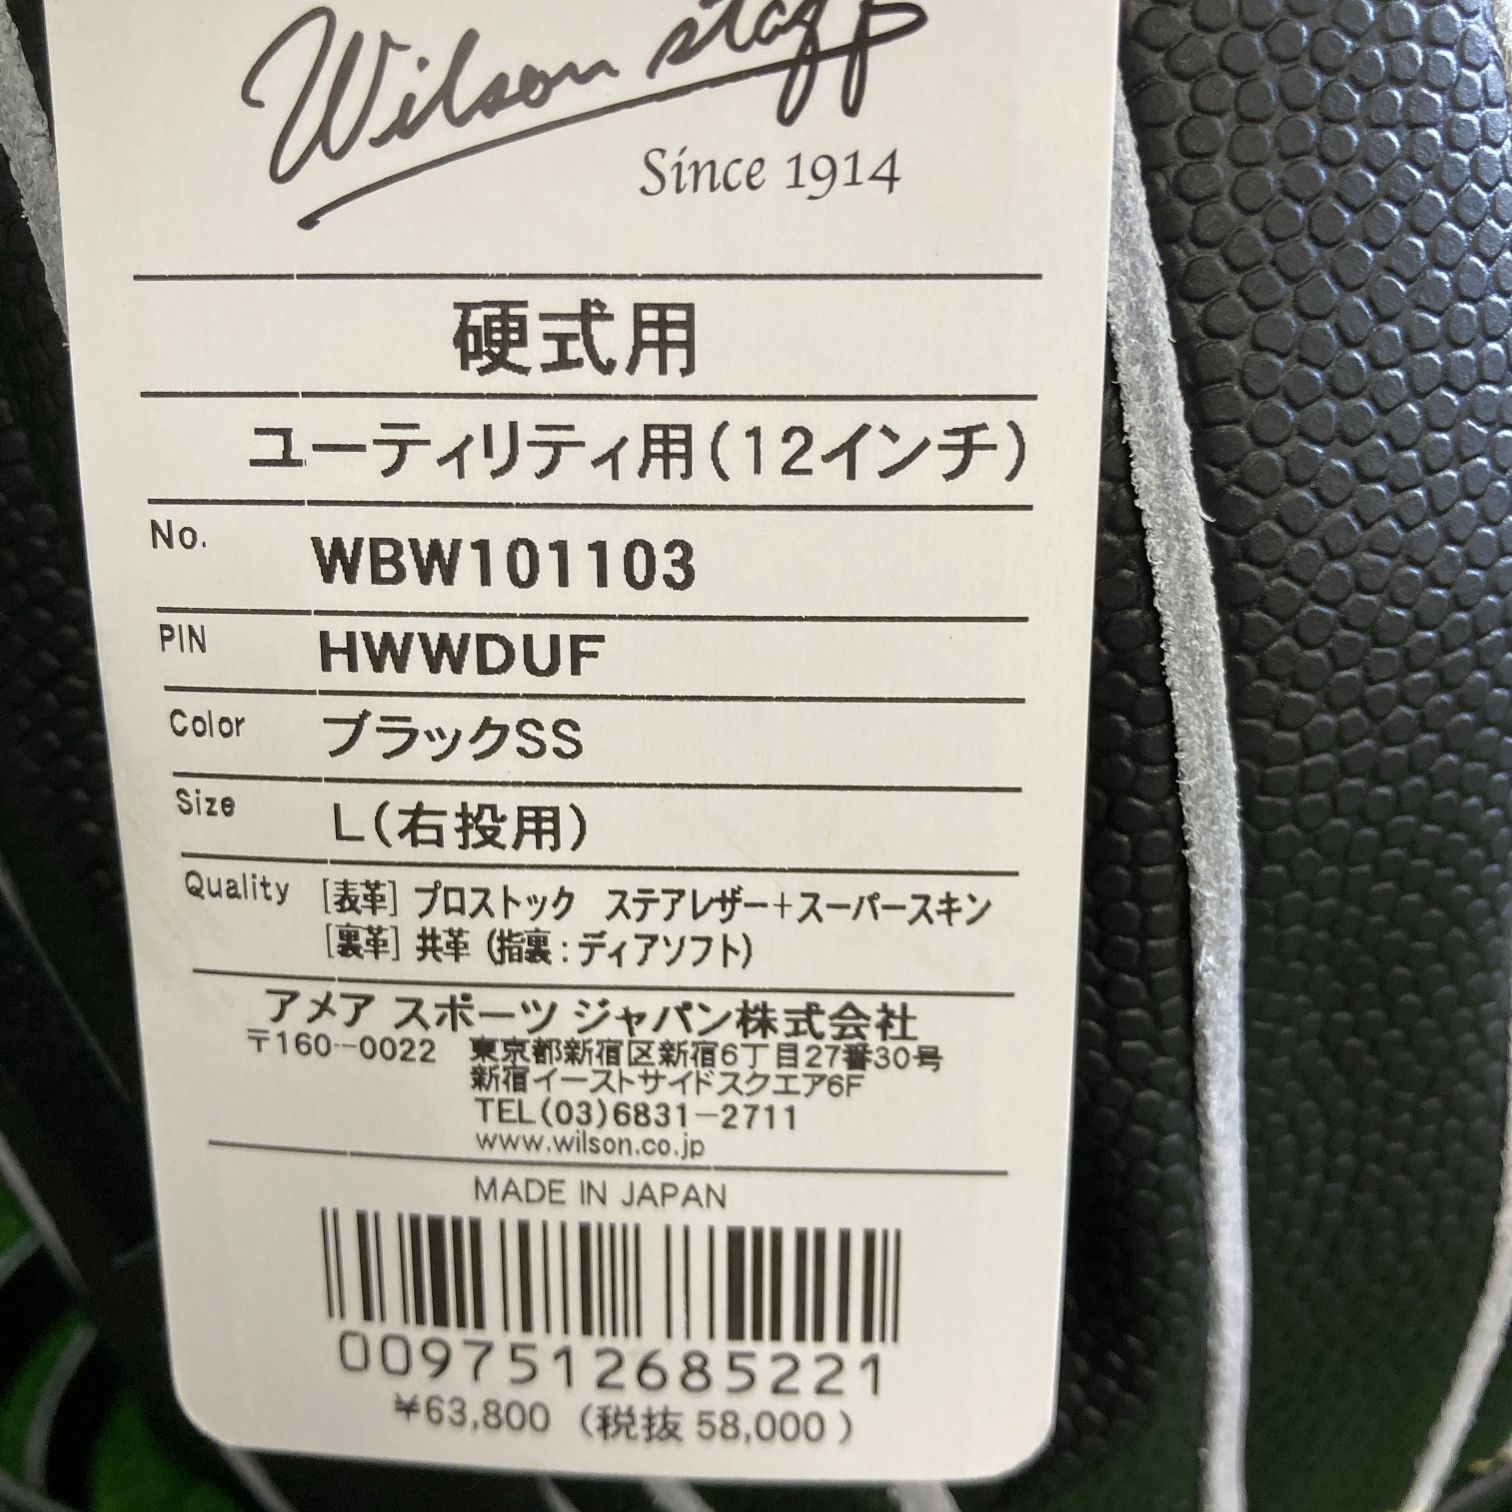 Wilson staff
Since 1914
硬式用
ユーティリティ用(12インチ)
No. WBW101103
PIN HWWDUF
Color ブラックSS
Size L(右投用)
Quality [表革] プロストック ステアレザー+スーパースキン
[裏革] 共革 (指裏:ディアソフト)
アメア スポーツ ジャパン株式会社
〒160-0022 東京都新宿区新宿6丁目27番30号
新宿イーストサイドスクエア6F
TEL(03)6831-2711
www.wilson.co.jp
MADE IN JAPAN
0097512685221
¥63,800 (税抜 58,000)